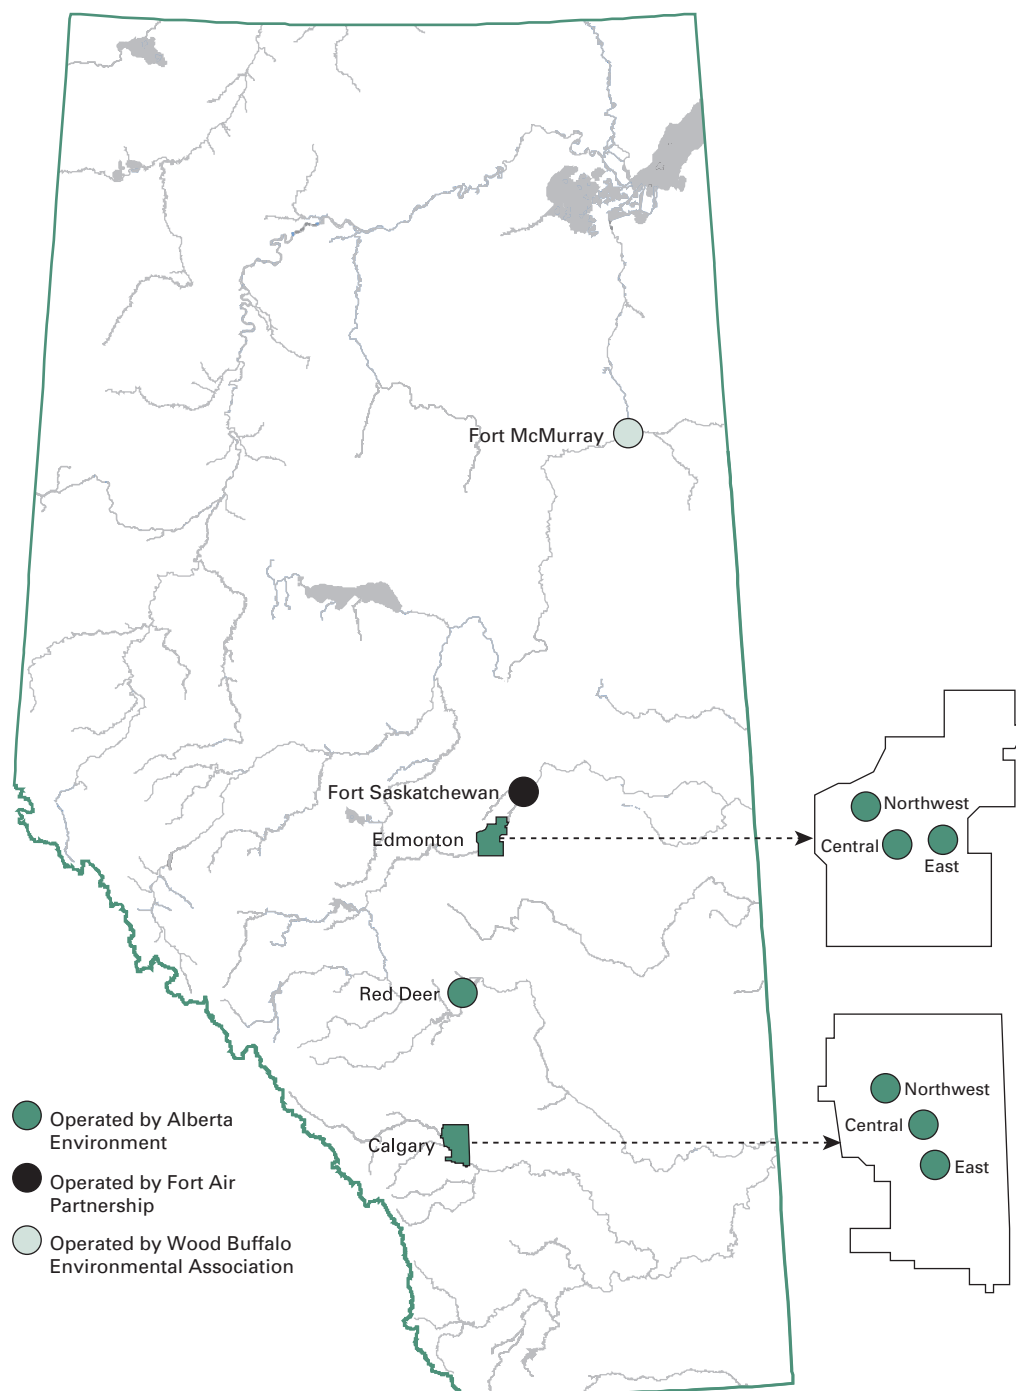 Fort McMurray
Fort Saskatchewan
Edmonton
Northwest
Central
East
Red Deer
Calgary
Northwest
Central
East
Operated by Alberta
Environment
Operated by Fort Air
Partnership
Operated by Wood Buffalo
Environmental Association